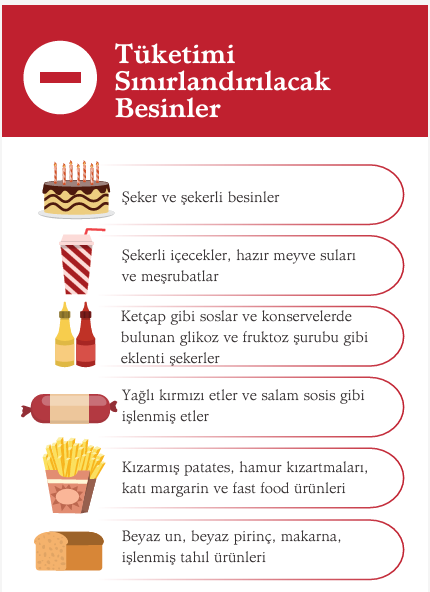 Tüketimi
Sınırlandırılacak
Besinler
Şeker ve şekerli besinler
Şekerli içecekler, hazır meyve suları
ve meşrubatlar
Ketçap gibi soslar ve konservelerde
bulunan glikoz ve fruktoz şurubu gibi
eklenti şekerler
Yağlı kırmızı etler ve salam sosis gibi
işlenmiş etler
Kızarmış patates, hamur kızartmaları,
katı margarin ve fast food ürünleri
Beyaz un, beyaz pirinç, makarna,
işlenmiş tahıl ürünleri